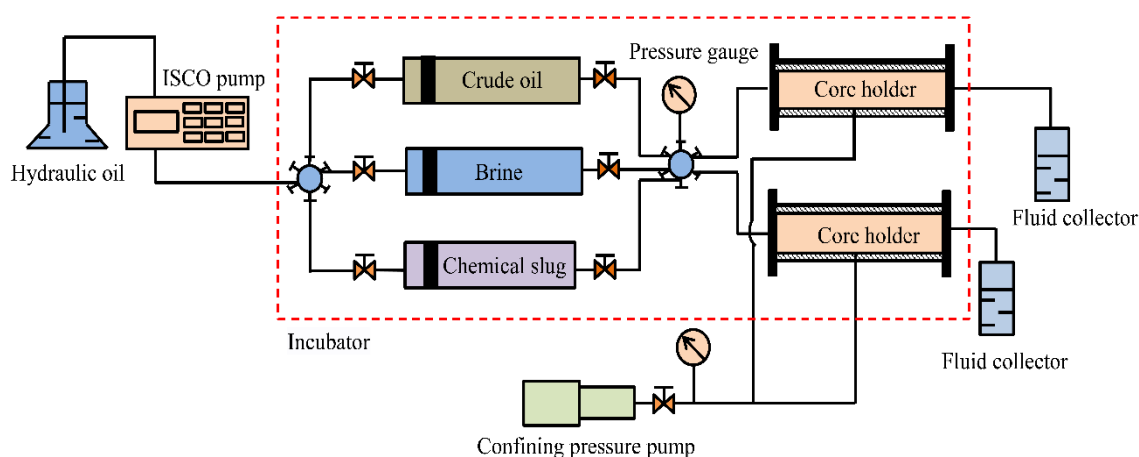 ISCO pump
Hydraulic oil
Crude oil
Pressure gauge
Core holder
Brine
Fluid collector
Core holder
Chemical slug
Incubator
Fluid collector
Confining pressure pump